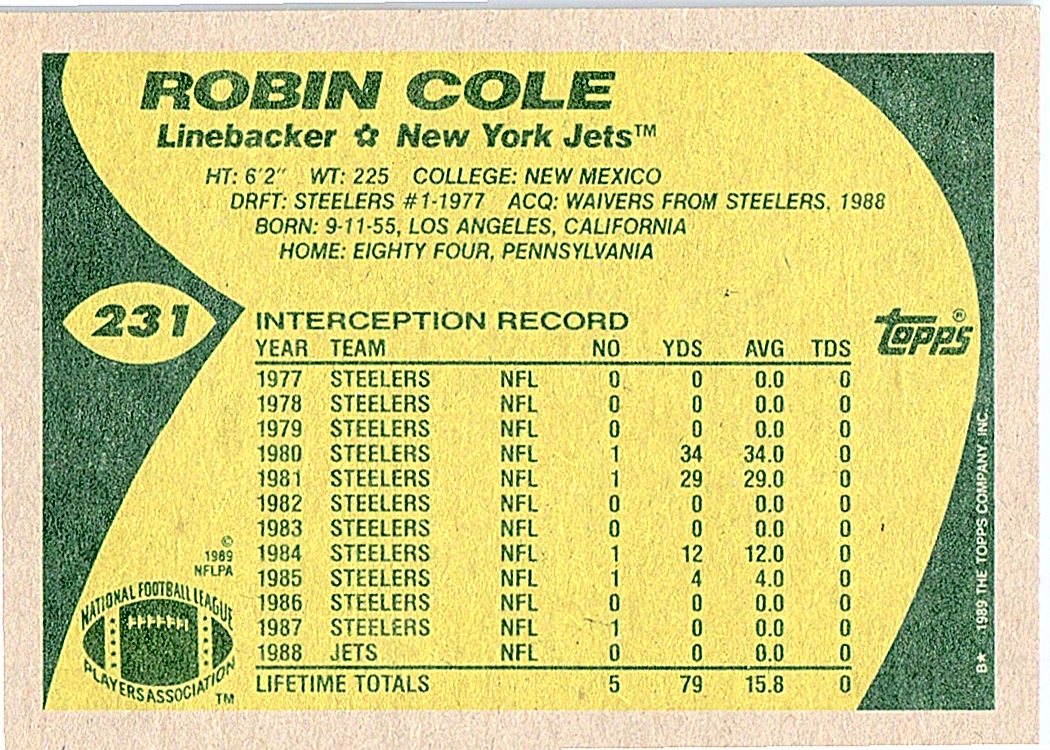 ROBIN COLE
Linebacker ✿ New York Jets™
HT: 6'2" WT: 225 COLLEGE: NEW MEXICO
DRFT: STEELERS #1-1977 ACQ: WAIVERS FROM STEELERS, 1988
BORN: 9-11-55, LOS ANGELES, CALIFORNIA
HOME: EIGHTY FOUR, PENNSYLVANIA
231
topps®
INTERCEPTION RECORD
YEAR TEAM NO YDS AVG TDS
1977 STEELERS NFL 0 0 0.0 0
1978 STEELERS NFL 0 0 0.0 0
1979 STEELERS NFL 0 0 0.0 0
1980 STEELERS NFL 1 34 34.0 0
1981 STEELERS NFL 1 29 29.0 0
1982 STEELERS NFL 0 0 0.0 0
1983 STEELERS NFL 0 0 0.0 0
1984 STEELERS NFL 1 12 12.0 0
1985 STEELERS NFL 1 4 4.0 0
1986 STEELERS NFL 0 0 0.0 0
1987 STEELERS NFL 1 0 0.0 0
1988 JETS NFL 0 0 0.0 0
LIFETIME TOTALS 5 79 15.8 0
©
1989
NFLPA
NATIONAL FOOTBALL LEAGUE
PLAYERS ASSOCIATION
™
B★ 1989 THE TOPPS COMPANY, INC.